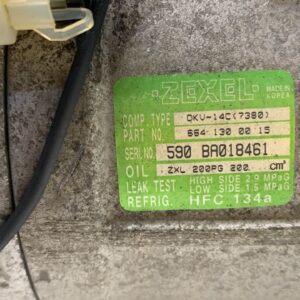 ZEXEL MADE IN KOREA
COMP. TYPE DKV-14C(7380)
PART NO. 664 130 00 15
SERI.NO. 590 BA018461
OIL ZXL 200PG 200 cm³
LEAK TEST HIGH SIDE 2.9 MPaG
LOW SIDE 1.6 MPaG
REFRIG. HFC 134a